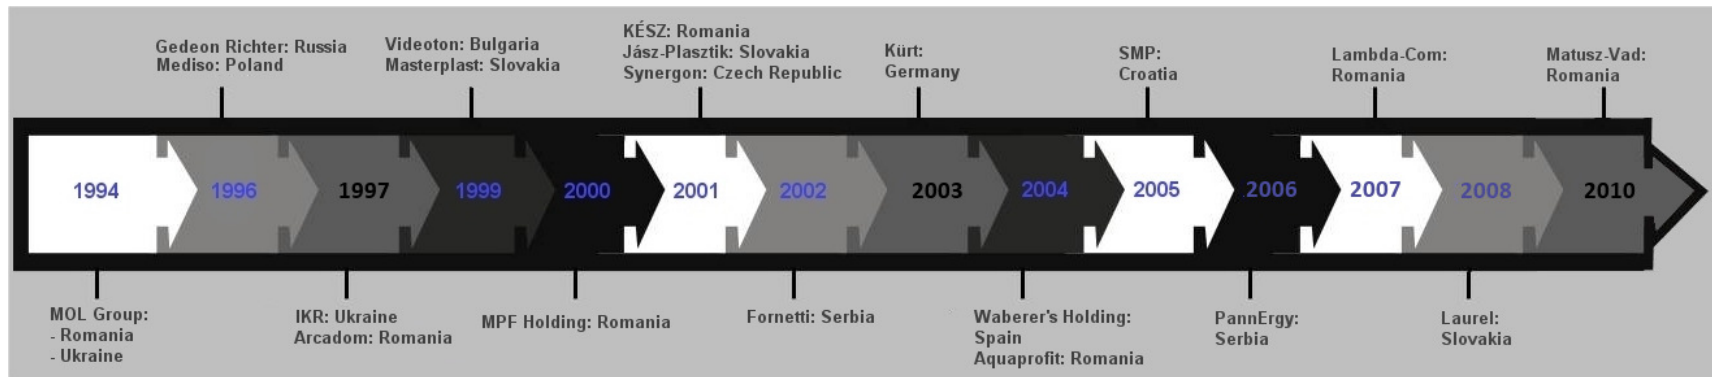 Gedeon Richter: Russia
Mediso: Poland
Videoton: Bulgaria
Masterplast: Slovakia
KÉSZ: Romania
Jász-Plasztik: Slovakia
Synergon: Czech Republic
Kürt:
Germany
SMP:
Croatia
Lambda-Com:
Romania
Matusz-Vad:
Romania
1994
1996
1997
1999
2000
2001
2002
2003
2004
2005
2006
2007
2008
2010
MOL Group:
- Romania
- Ukraine
IKR: Ukraine
Arcadom: Romania
MPF Holding: Romania
Fornetti: Serbia
Waberer's Holding:
Spain
Aquaprofit: Romania
PannErgy:
Serbia
Laurel:
Slovakia